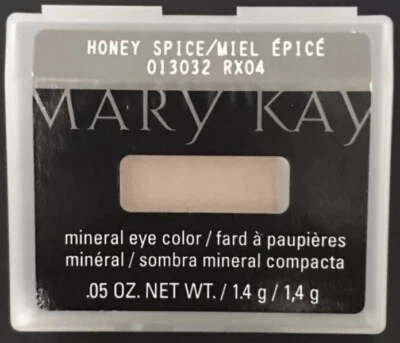 HONEY SPICE/MIEL ÉPICÉ
013032 RX04
MARY KAY
mineral eye color / fard à paupières
minéral / sombra mineral compacta
.05 OZ. NET WT. / 1.4 g / 1,4 g